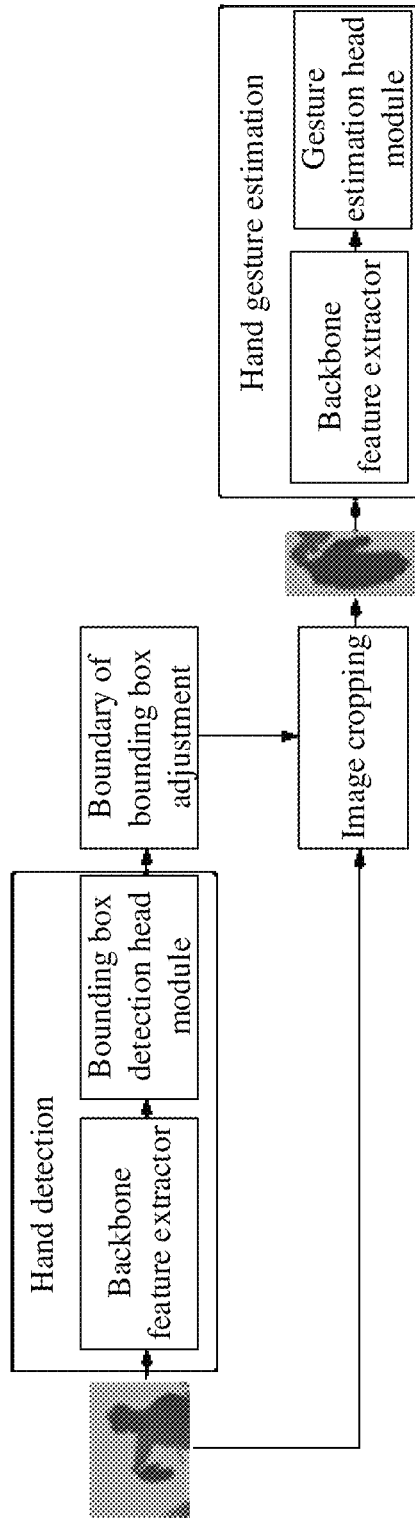 Hand detection
Backbone
feature extractor
Bounding box
detection head
module
Boundary of
bounding box
adjustment
Image cropping
Hand gesture estimation
Backbone
feature extractor
Gesture
estimation head
module